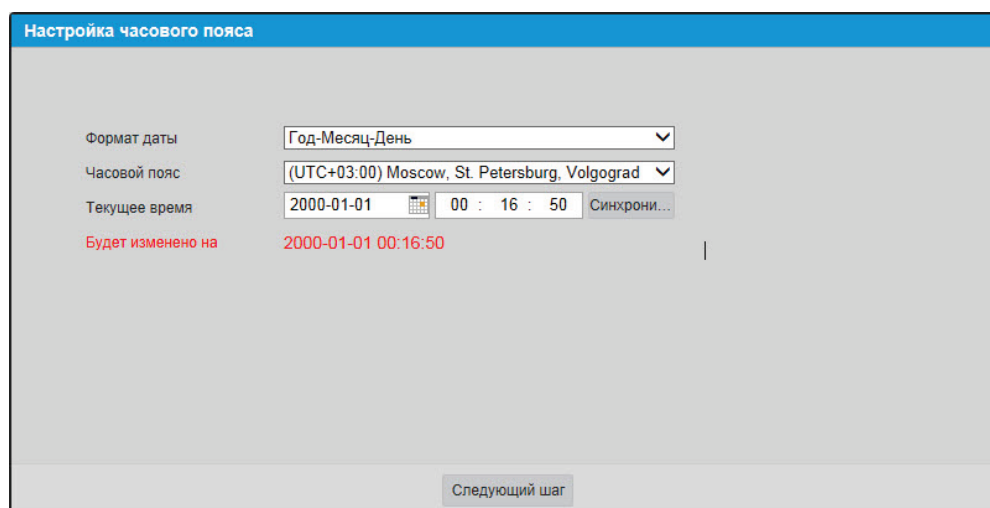 Настройка часового пояса
Формат даты Год-Месяц-День
Часовой пояс (UTC+03:00) Moscow, St. Petersburg, Volgograd
Текущее время 2000-01-01 00 : 16 : 50 Синхрони...
Будет изменено на 2000-01-01 00:16:50
Следующий шаг